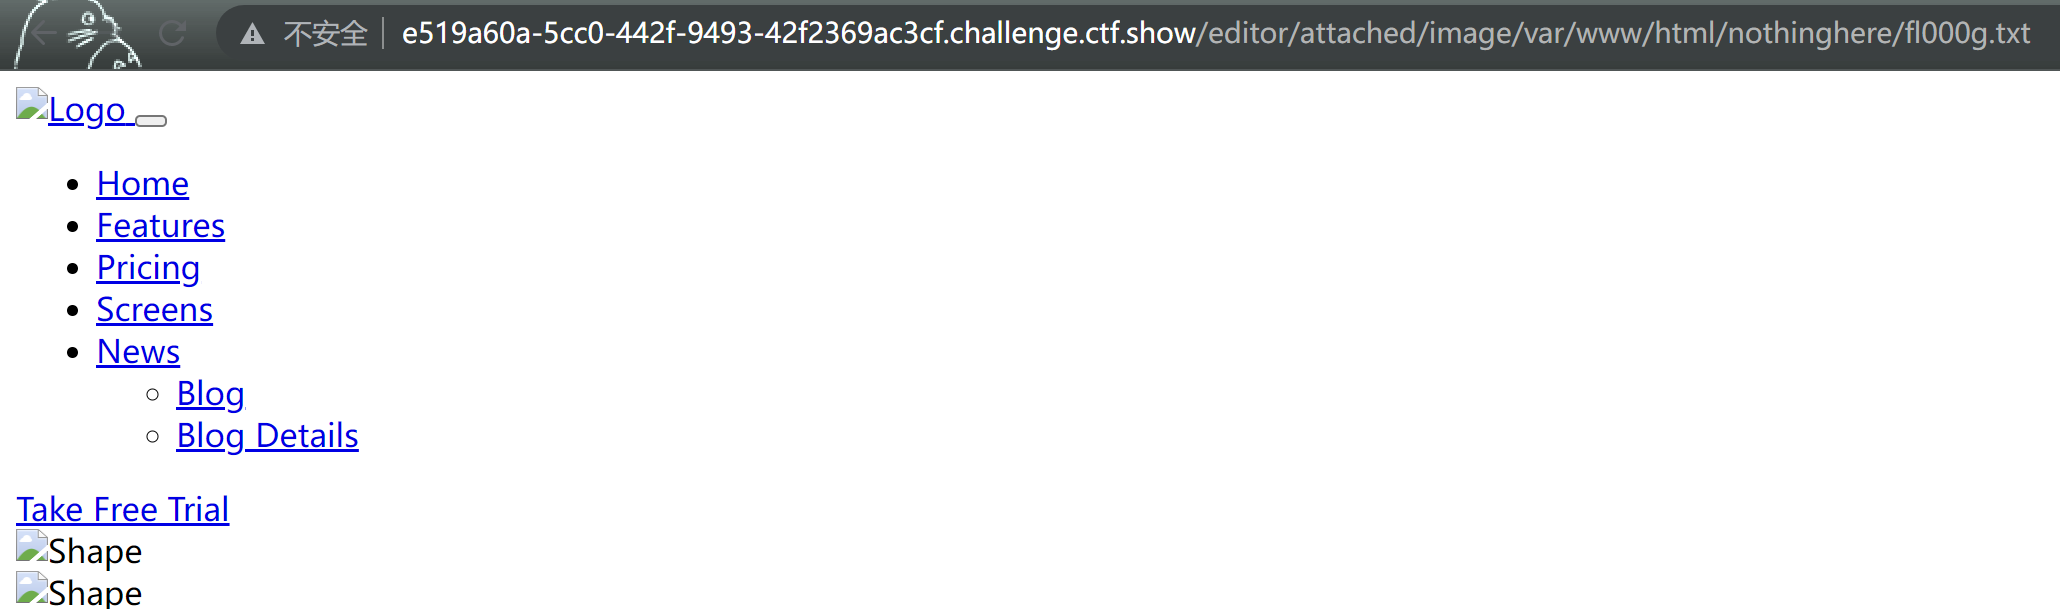 不安全 e519a60a-5cc0-442f-9493-42f2369ac3cf.challenge.ctf.show/editor/attached/image/var/www/html/nothinghere/fl000g.txt
Logo
Home
Features
Pricing
Screens
News
Blog
Blog Details
Take Free Trial
Shape
Shape